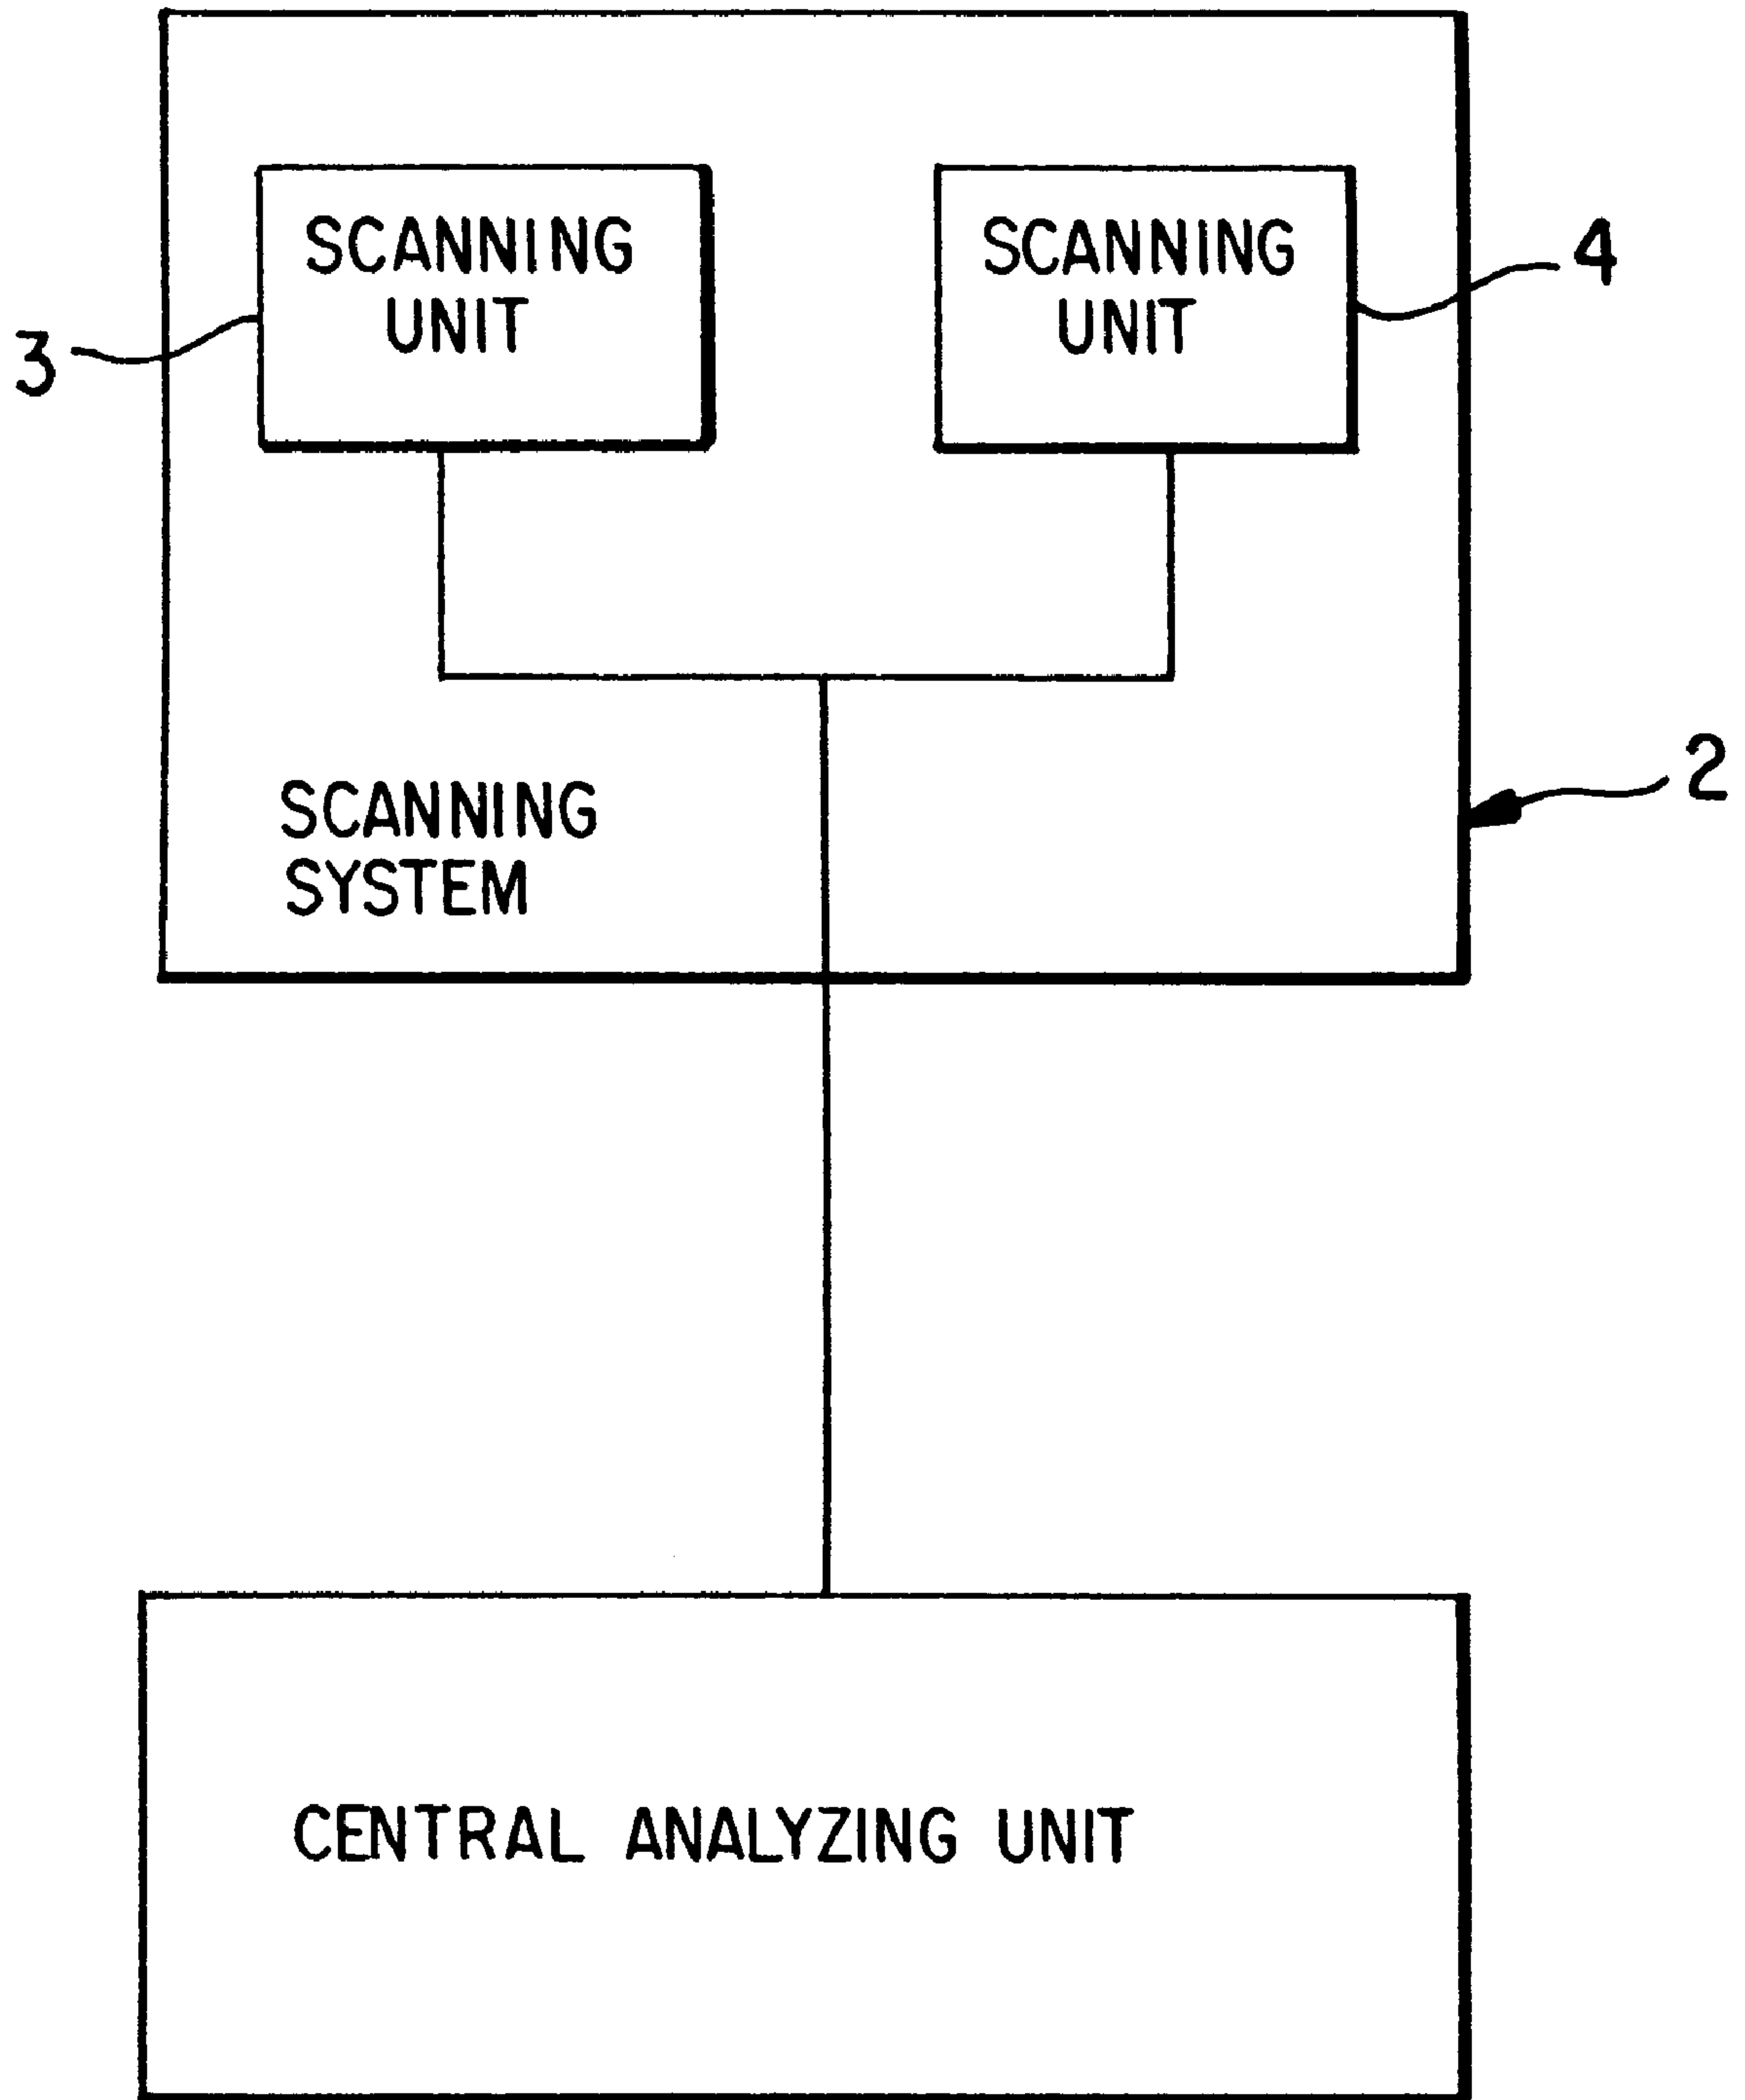 SCANNING
UNIT
SCANNING
UNIT
4
3
2
SCANNING
SYSTEM
CENTRAL ANALYZING UNIT